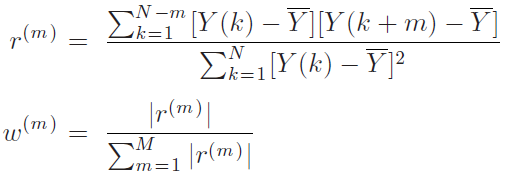 r^{(m)} = \frac{\sum_{k=1}^{N-m} [Y(k) - \overline{Y}][Y(k+m) - \overline{Y}]}{\sum_{k=1}^{N} [Y(k) - \overline{Y}]^2}
w^{(m)} = \frac{|r^{(m)}|}{\sum_{m=1}^{M} |r^{(m)}|}